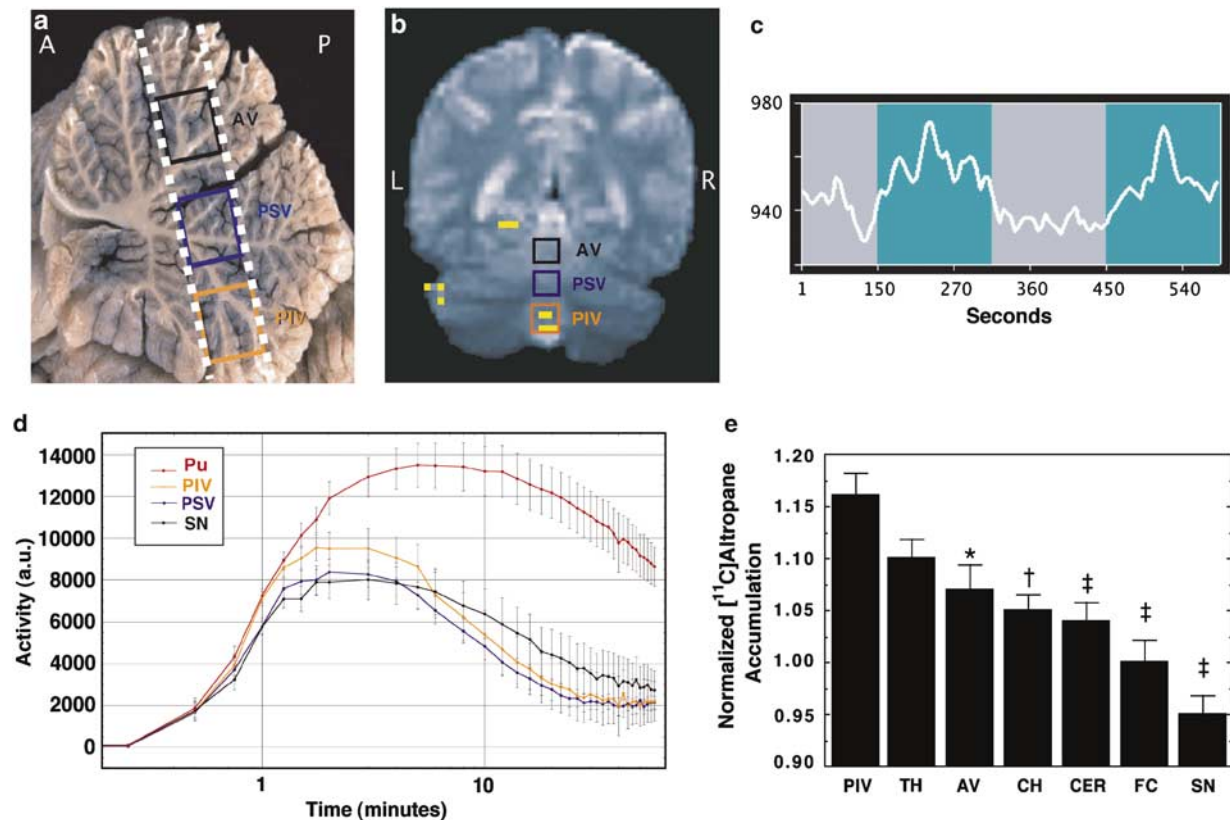 a
A
P
AV
PSV
PIV
b
L
R
AV
PSV
PIV
c
980
940
1 150 270 360 450 540
Seconds
d
14000
12000
10000
8000
6000
4000
2000
0
Activity (a.u.)
Pu
PIV
PSV
SN
1 10
Time (minutes)
e
1.20
1.15
1.10
1.05
1.00
0.95
0.90
Normalized [¹¹C]Altropane
Accumulation
* † ‡ ‡ ‡
PIV TH AV CH CER FC SN